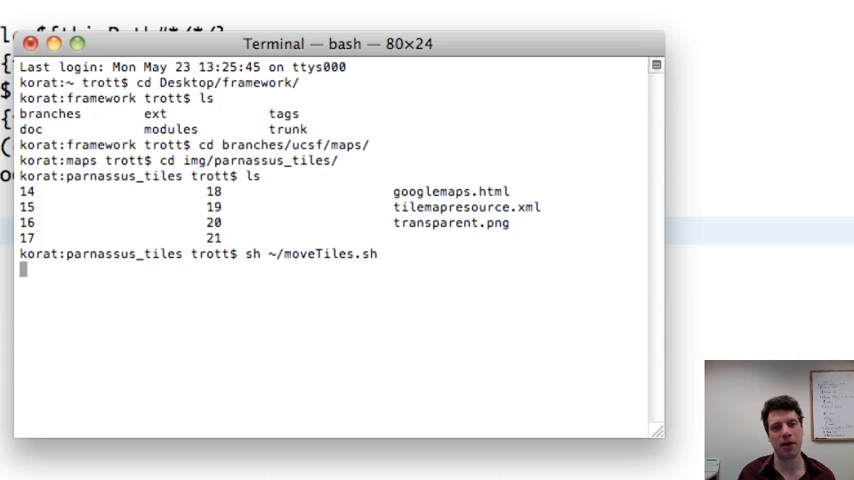 Terminal — bash — 80×24
Last login: Mon May 23 13:25:45 on ttys000
korat:~ trott$ cd Desktop/framework/
korat:framework trott$ ls
branches ext tags
doc modules trunk
korat:framework trott$ cd branches/ucsf/maps/
korat:maps trott$ cd img/parnassus_tiles/
korat:parnassus_tiles trott$ ls
14 18 googlemaps.html
15 19 tilemapresource.xml
16 20 transparent.png
17 21
korat:parnassus_tiles trott$ sh ~/moveTiles.sh